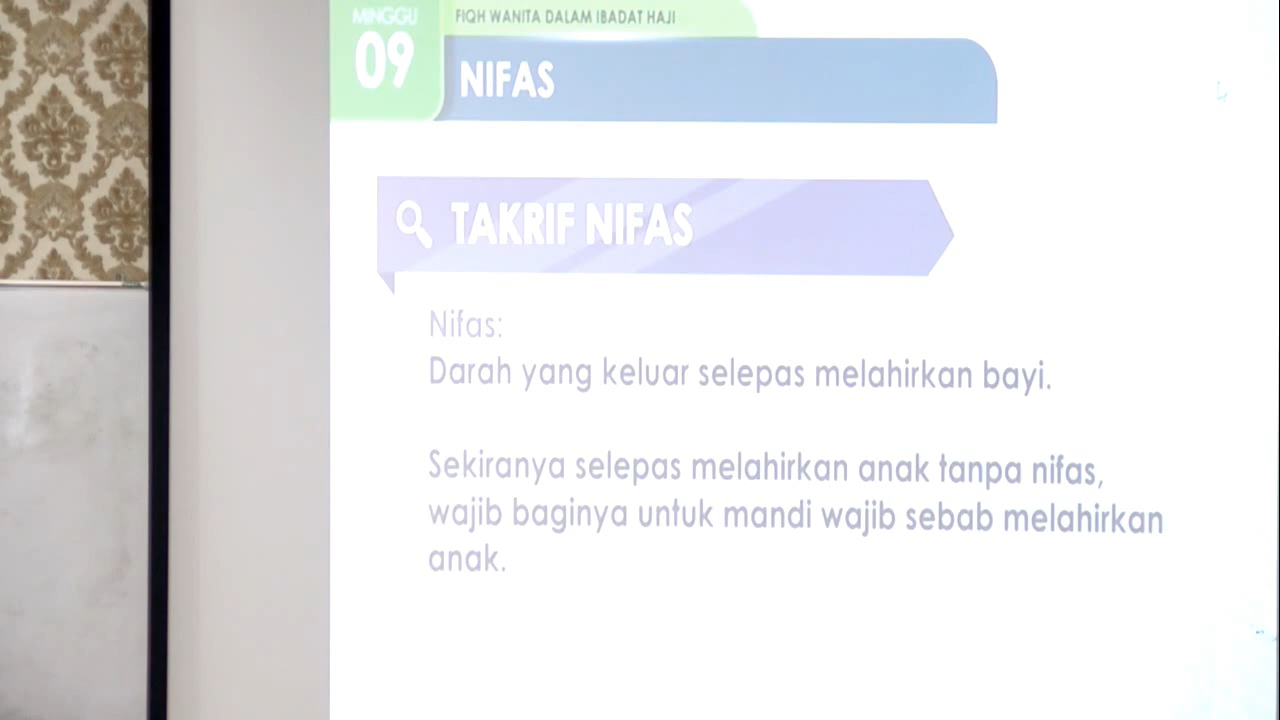 MINGGU
09
FIQH WANITA DALAM IBADAT HAJI
NIFAS
TAKRIF NIFAS
Nifas:
Darah yang keluar selepas melahirkan bayi.
Sekiranya selepas melahirkan anak tanpa nifas,
wajib baginya untuk mandi wajib sebab melahirkan
anak.